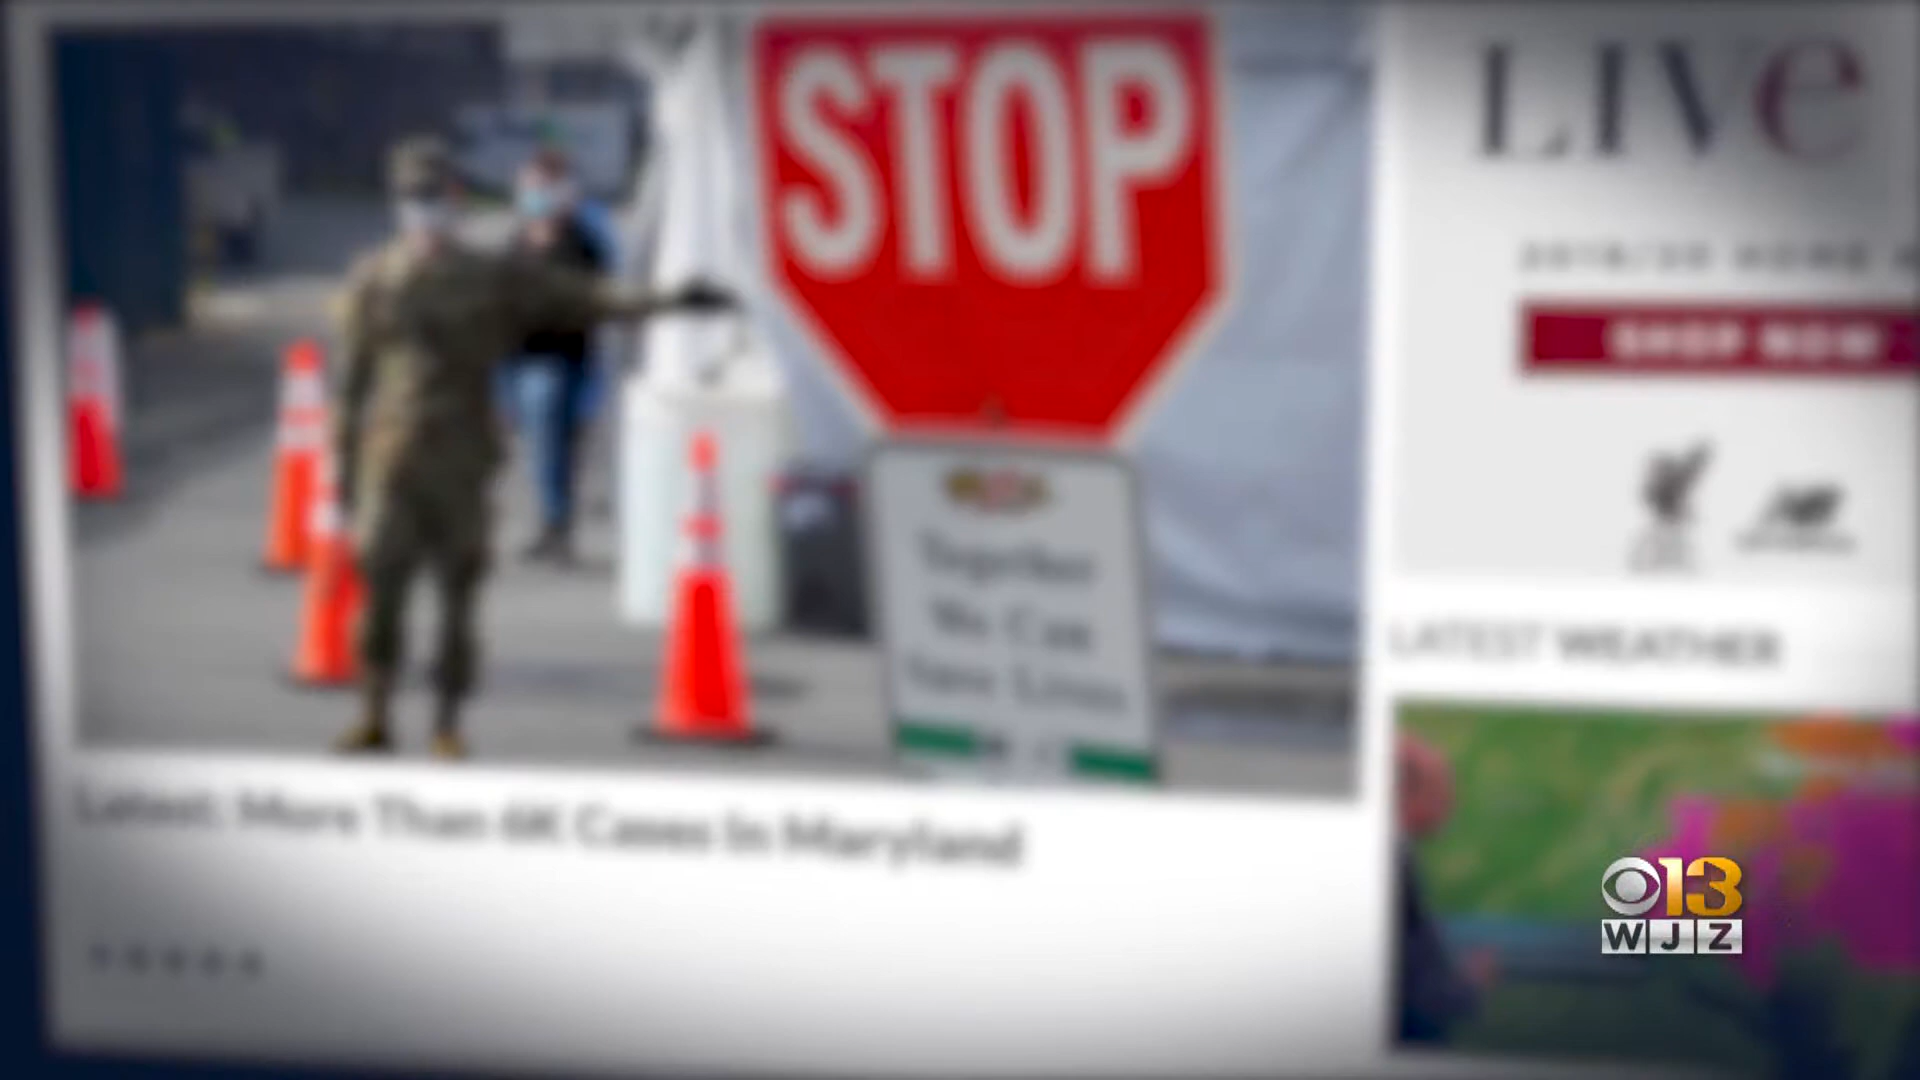 STOP
Together
We Can
Save Lives
Latest: More Than 6K Cases In Maryland
LIVe
SHOP NOW
LATEST WEATHER
13
WJZ